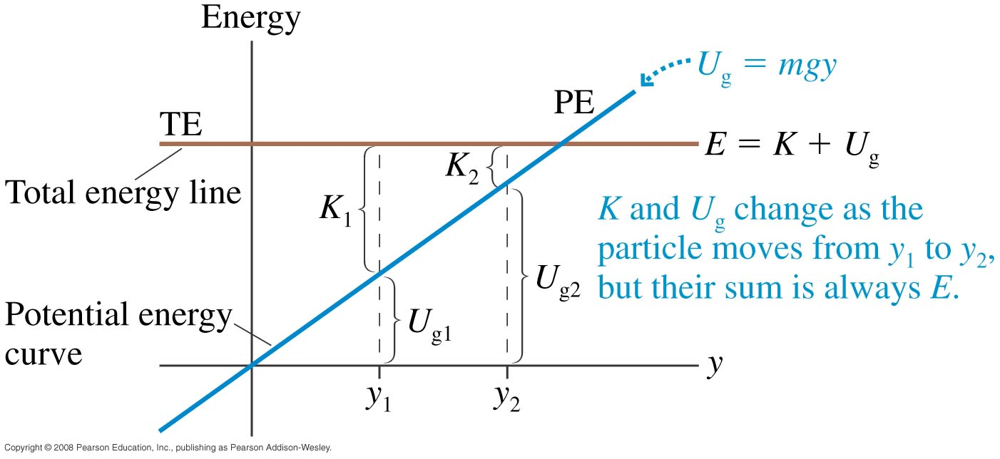 Energy
U_g = mgy
PE
TE
E = K + U_g
K_2
Total energy line
K_1
K and U_g change as the
particle moves from y_1 to y_2,
but their sum is always E.
U_g2
Potential energy
curve
U_g1
y
y_1
y_2
Copyright © 2008 Pearson Education, Inc., publishing as Pearson Addison-Wesley.